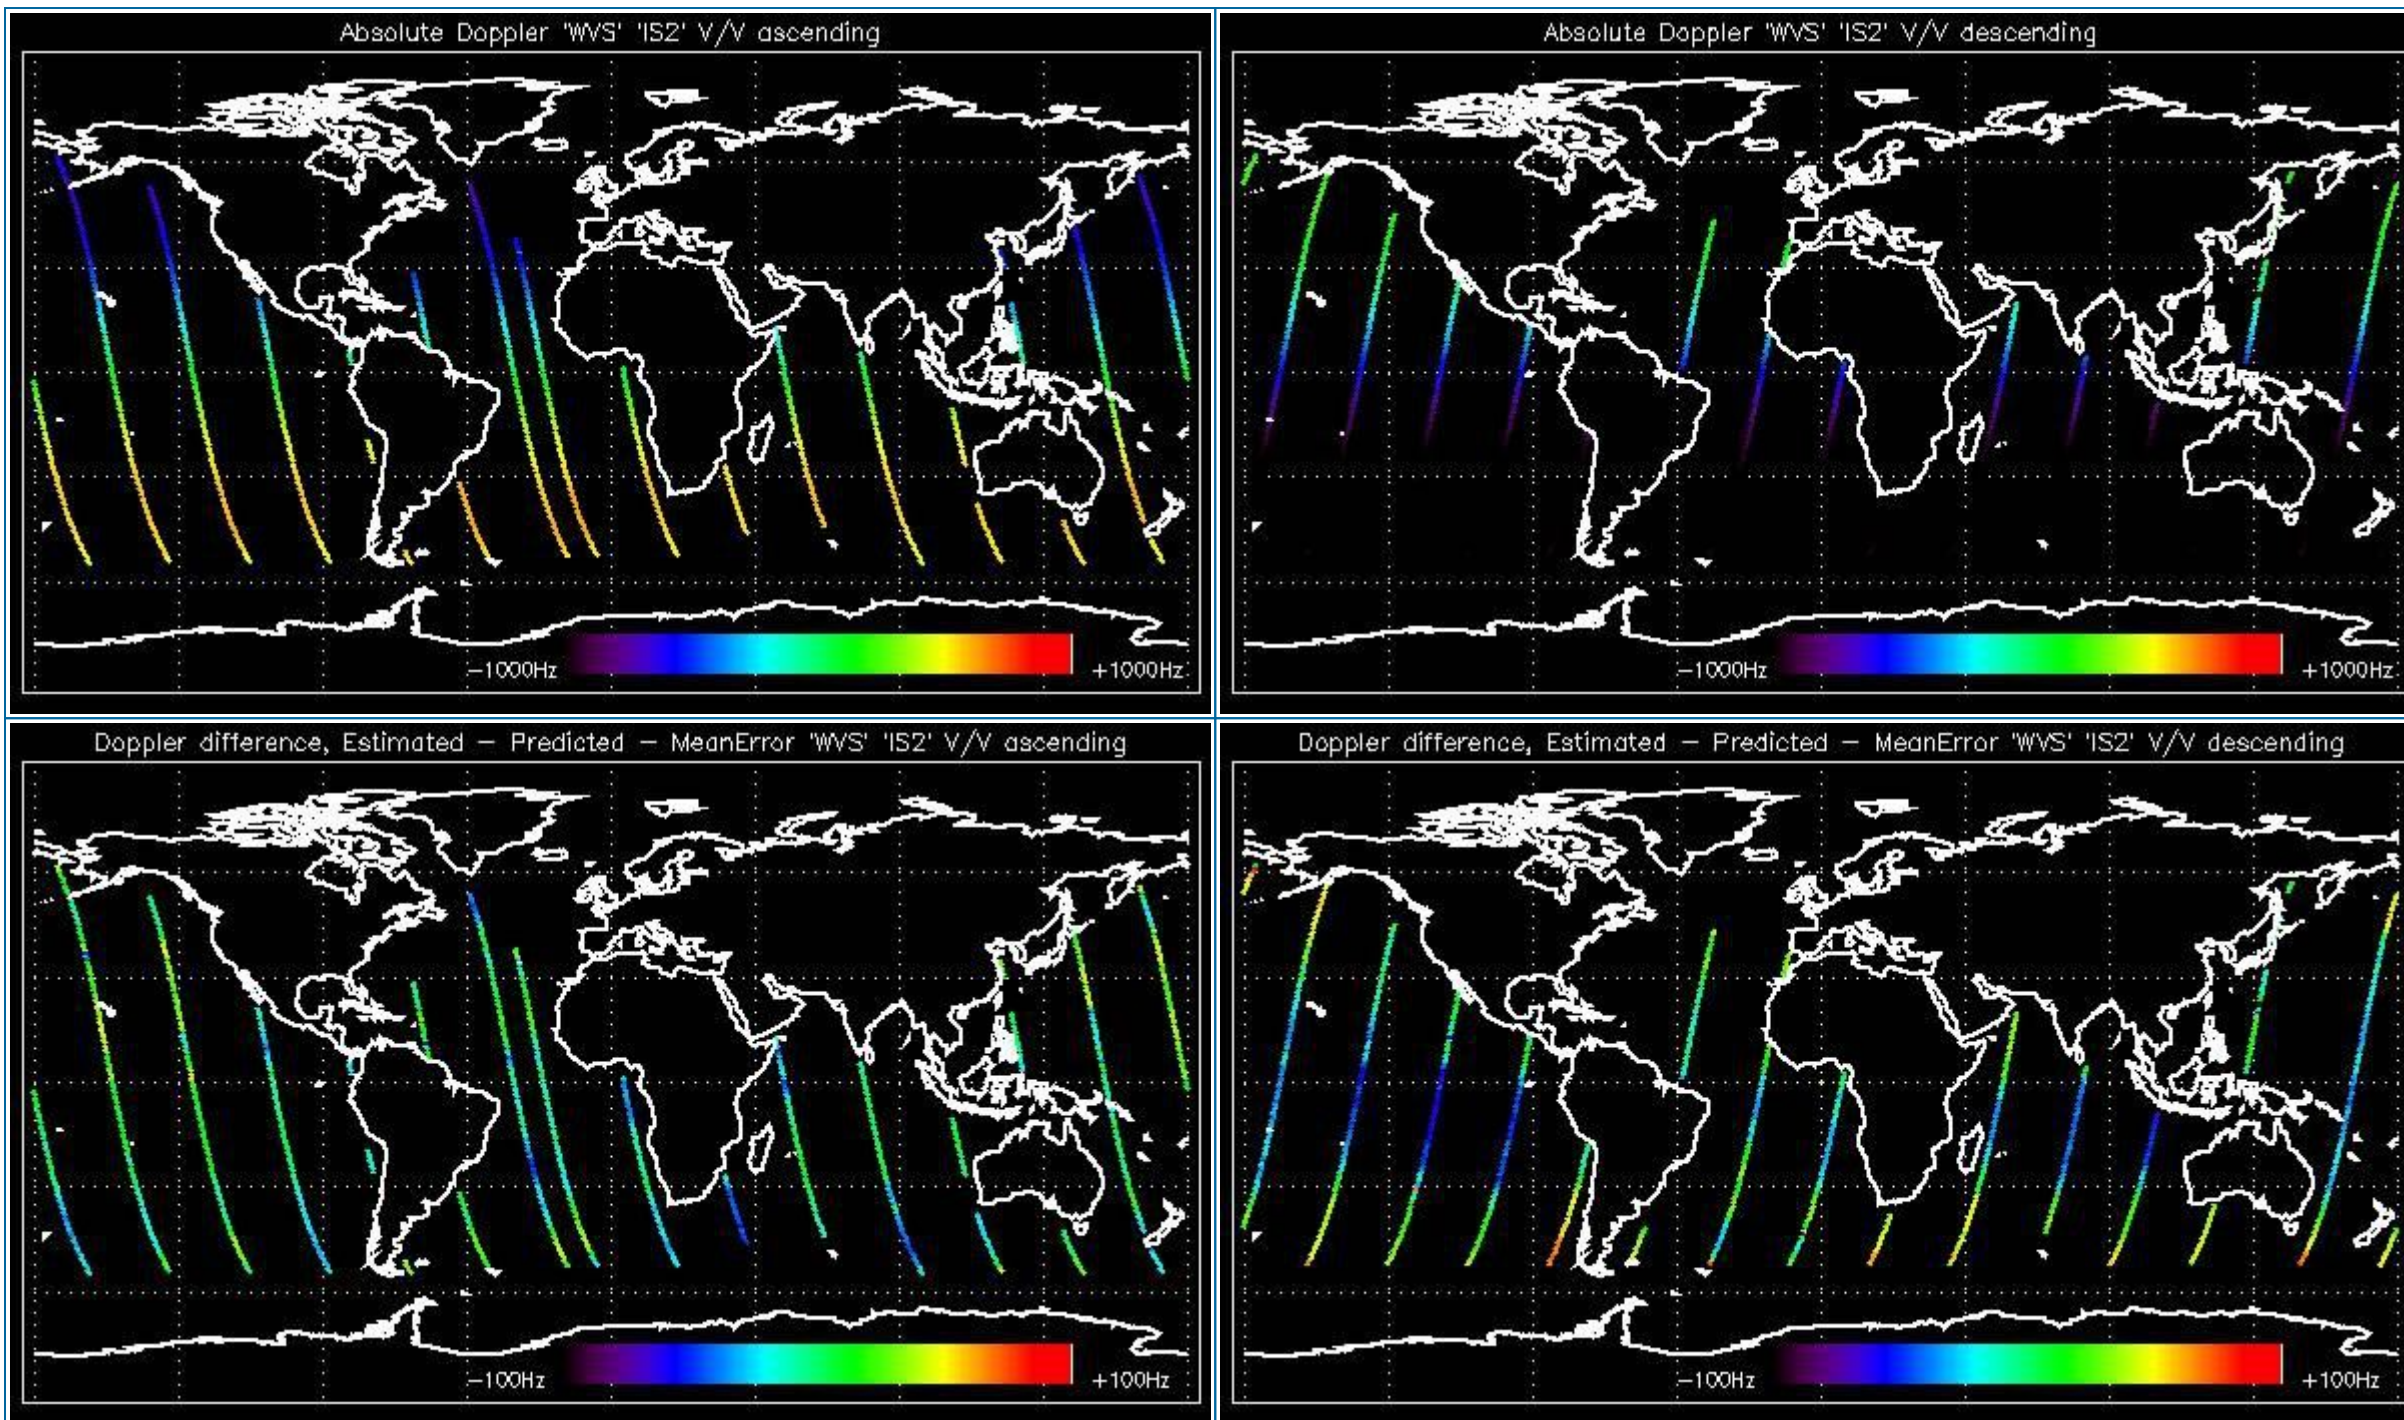 Absolute Doppler 'WVS' 'IS2' V/V ascending
-1000Hz
+1000Hz
Absolute Doppler 'WVS' 'IS2' V/V descending
-1000Hz
+1000Hz
Doppler difference, Estimated - Predicted - MeanError 'WVS' 'IS2' V/V ascending
-100Hz
+100Hz
Doppler difference, Estimated - Predicted - MeanError 'WVS' 'IS2' V/V descending
-100Hz
+100Hz